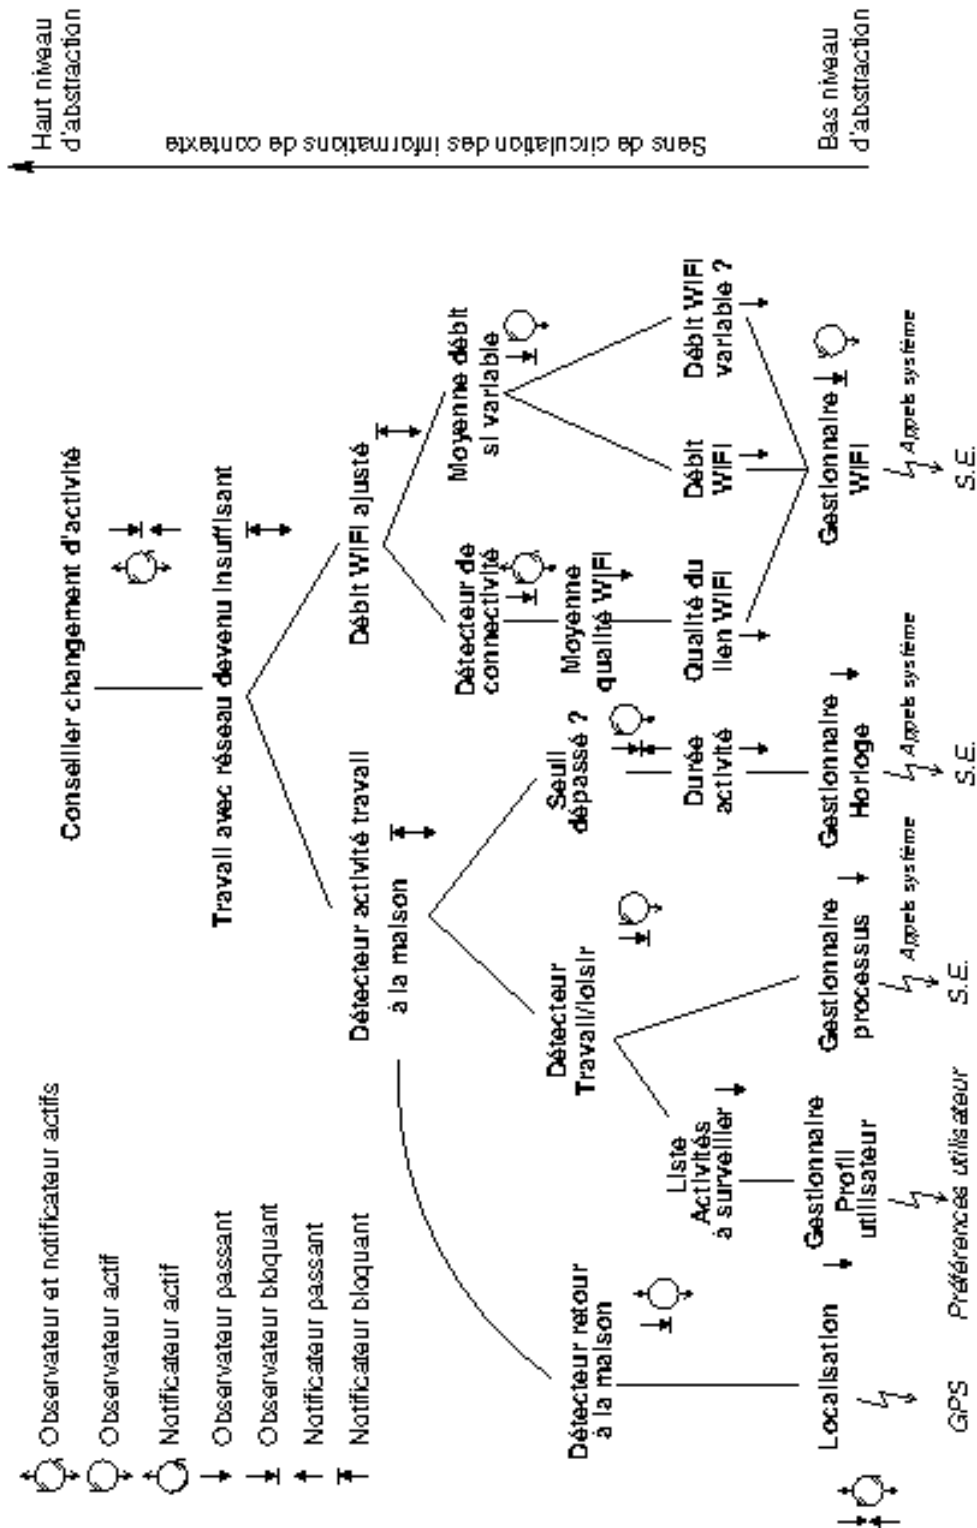 Observateur et notificateur actifs
Observateur actif
Notificateur actif
Observateur passant
Observateur bloquant
Notificateur passant
Notificateur bloquant
Conseiller changement d'activité
Travail avec réseau devenu insuffisant
Détecteur activité travail
à la maison
Débit WIFI ajusté
Détecteur de
connectivité
Moyenne débit
si variable
Détecteur retour
à la maison
Détecteur
Travail/loisir
Seuil
dépassé ?
Moyenne
qualité WIFI
Liste
Activités
à surveiller
Durée
activité
Qualité du
lien WIFI
Débit
WIFI
Débit WIFI
variable ?
Localisation
Gestionnaire
Profil
utilisateur
Gestionnaire
processus
Gestionnaire
Horloge
Gestionnaire
WIFI
Appels système
Appels système
Appels système
GPS
Préférences utilisateur
S.E.
S.E.
S.E.
Haut niveau
d'abstraction
Sens de circulation des informations de contexte
Bas niveau
d'abstraction